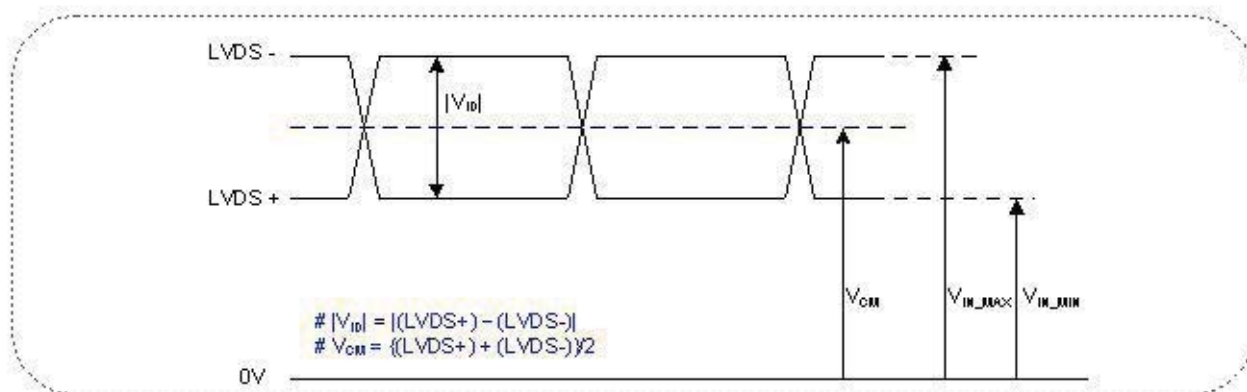 LVDS -
|VID|
LVDS +
VCM
VIN_MAX
VIN_MIN
# |VID| = |(LVDS+) – (LVDS-)|
# VCM = {(LVDS+) + (LVDS-)}/2
0V